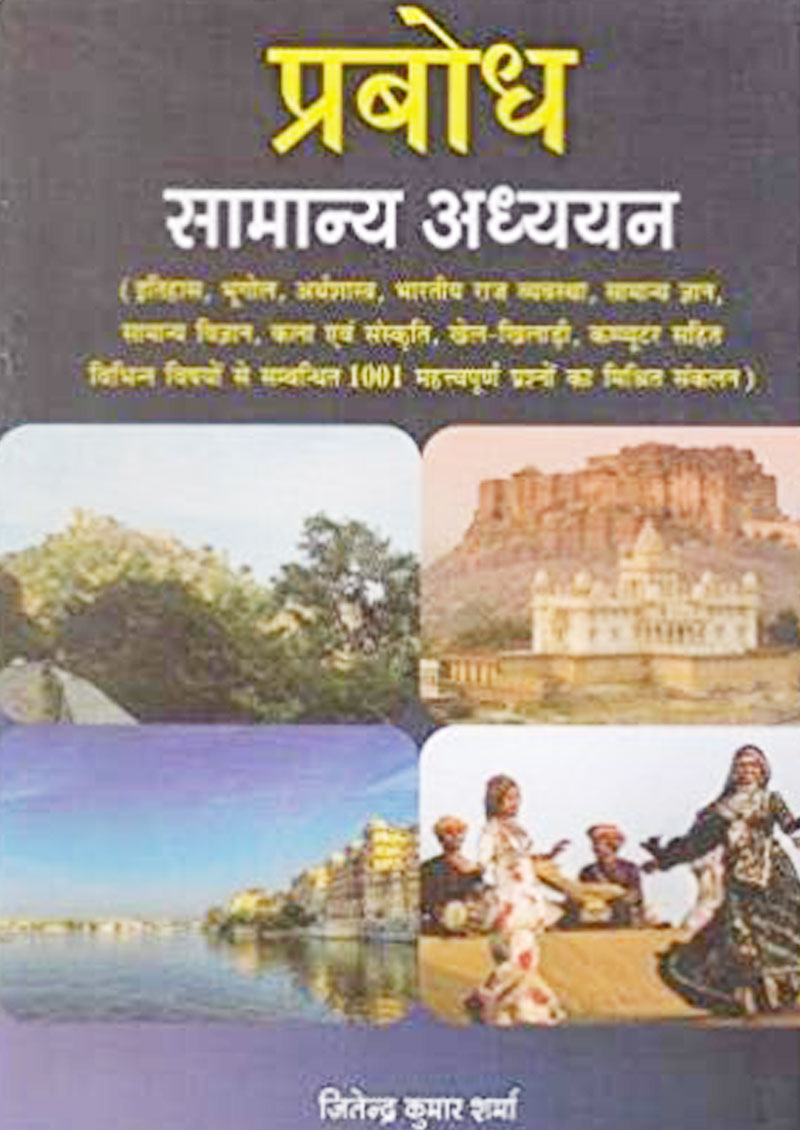 प्रबोध
सामान्य अध्ययन
(इतिहास, भूगोल, अर्थशास्त्र, भारतीय राज व्यवस्था, सामान्य ज्ञान,
सामान्य विज्ञान, कला एवं संस्कृति, खेल-खिलाड़ी, कम्प्यूटर सहित
विभिन्न विषयों से सम्बन्धित 1001 महत्त्वपूर्ण प्रश्नों का मिश्रित संकलन)
जितेन्द्र कुमार शर्मा